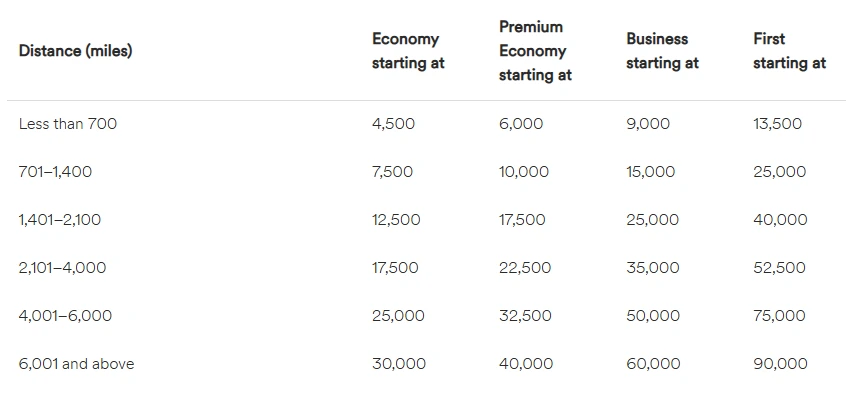 Distance (miles) Economy starting at Premium Economy starting at Business starting at First starting at
Less than 700 4,500 6,000 9,000 13,500
701–1,400 7,500 10,000 15,000 25,000
1,401–2,100 12,500 17,500 25,000 40,000
2,101–4,000 17,500 22,500 35,000 52,500
4,001–6,000 25,000 32,500 50,000 75,000
6,001 and above 30,000 40,000 60,000 90,000